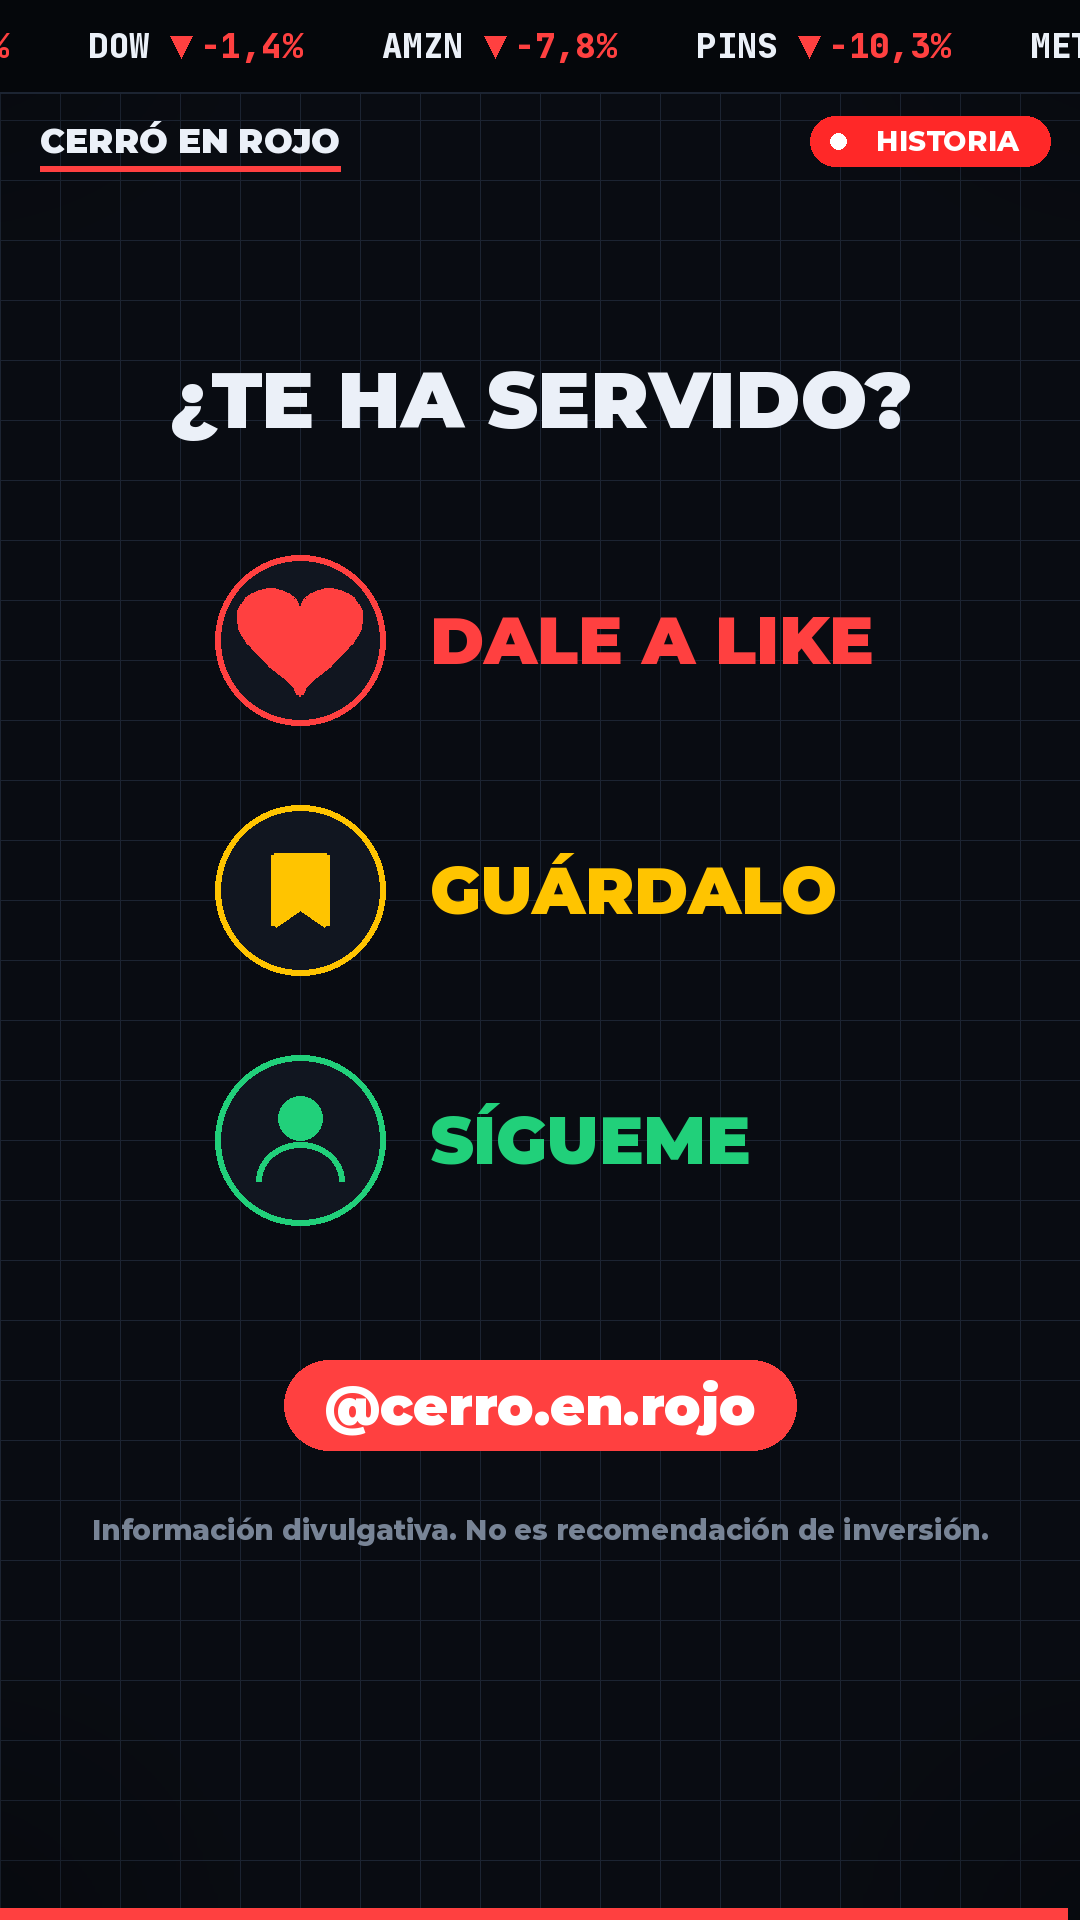 % DOW ▼-1,4% AMZN ▼-7,8% PINS ▼-10,3% MET
CERRÓ EN ROJO
HISTORIA
¿TE HA SERVIDO?
DALE A LIKE
GUÁRDALO
SÍGUEME
@cerro.en.rojo
Información divulgativa. No es recomendación de inversión.